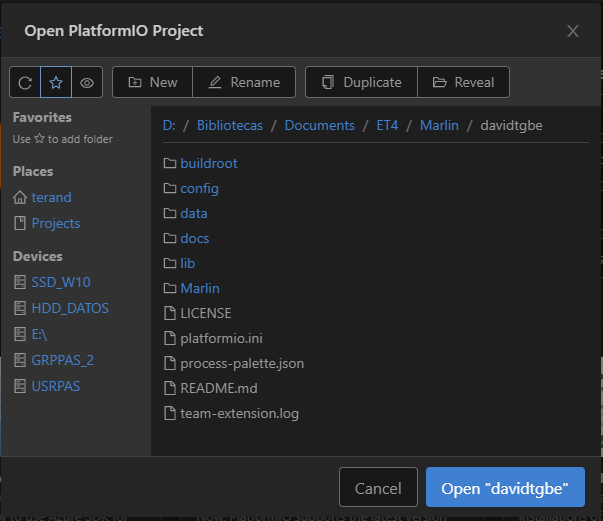 Open PlatformIO Project
New Rename Duplicate Reveal
Favorites
Use ☆ to add folder
Places
terand
Projects
Devices
SSD_W10
HDD_DATOS
E:\
GRPPAS_2
USRPAS
D: / Bibliotecas / Documents / ET4 / Marlin / davidtgbe
buildroot
config
data
docs
lib
Marlin
LICENSE
platformio.ini
process-palette.json
README.md
team-extension.log
Cancel Open "davidtgbe"